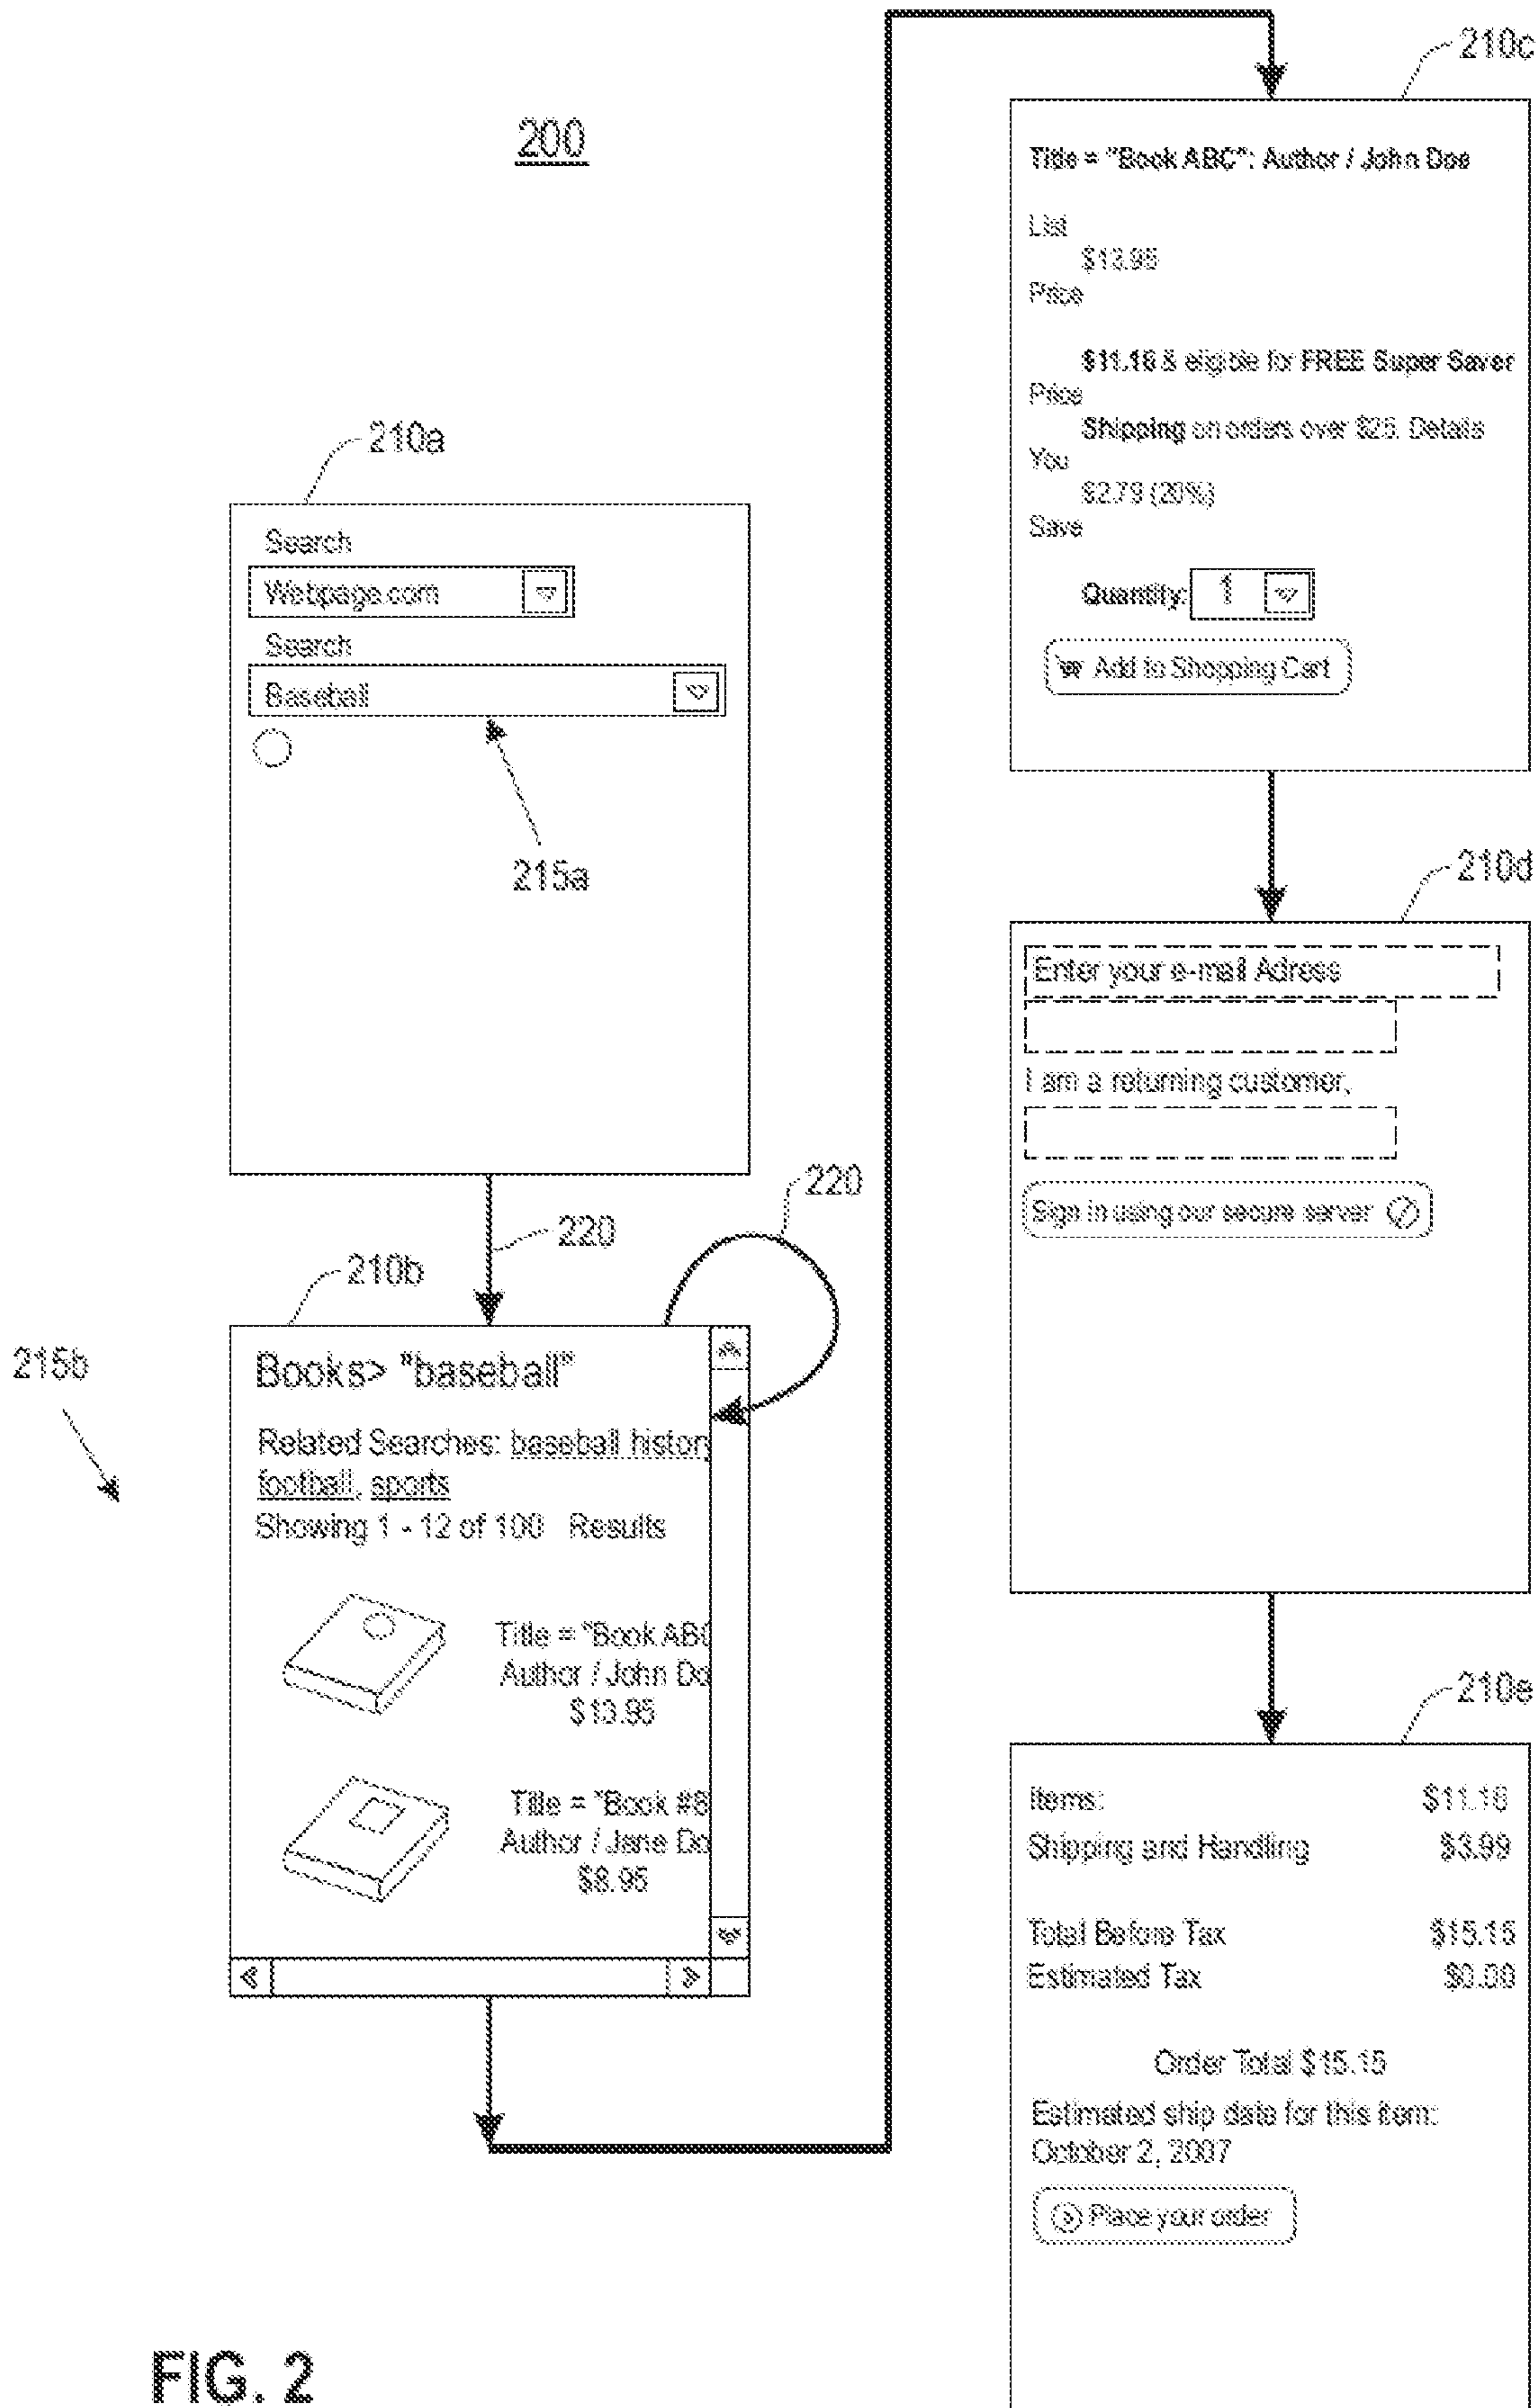 200
210a
Search
Webpage.com
Search
Baseball
215a
220
220
210b
215b
Books> "baseball"
Related Searches: baseball history
football, sports
Showing 1 - 12 of 100 Results
Title = "Book ABC
Author / John Do
$13.95
Title = "Book #8
Author / Jane Do
$8.95
210c
Title = "Book ABC": Author / John Doe
List
$13.95
Price
$11.16 & eligible for FREE Super Saver
Price
Shipping on orders over $25. Details
You
$2.79 (20%)
Save
Quantity: 1
Add to Shopping Cart
210d
Enter your e-mail Adress
I am a returning customer,
Sign in using our secure server
210e
Items: $11.16
Shipping and Handling $3.99
Total Before Tax $15.15
Estimated Tax $0.00
Order Total $15.15
Estimated ship date for this item:
October 2, 2007
Place your order
FIG. 2